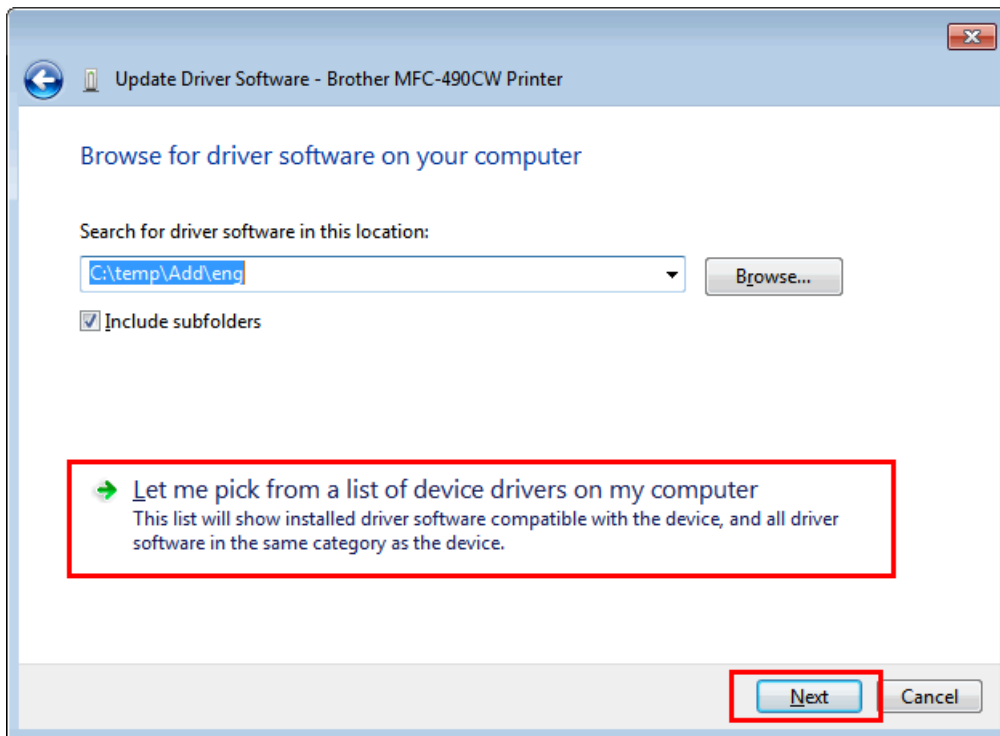 Update Driver Software - Brother MFC-490CW Printer
Browse for driver software on your computer
Search for driver software in this location:
C:\temp\Add\eng
Browse...
Include subfolders
Let me pick from a list of device drivers on my computer
This list will show installed driver software compatible with the device, and all driver
software in the same category as the device.
Next
Cancel